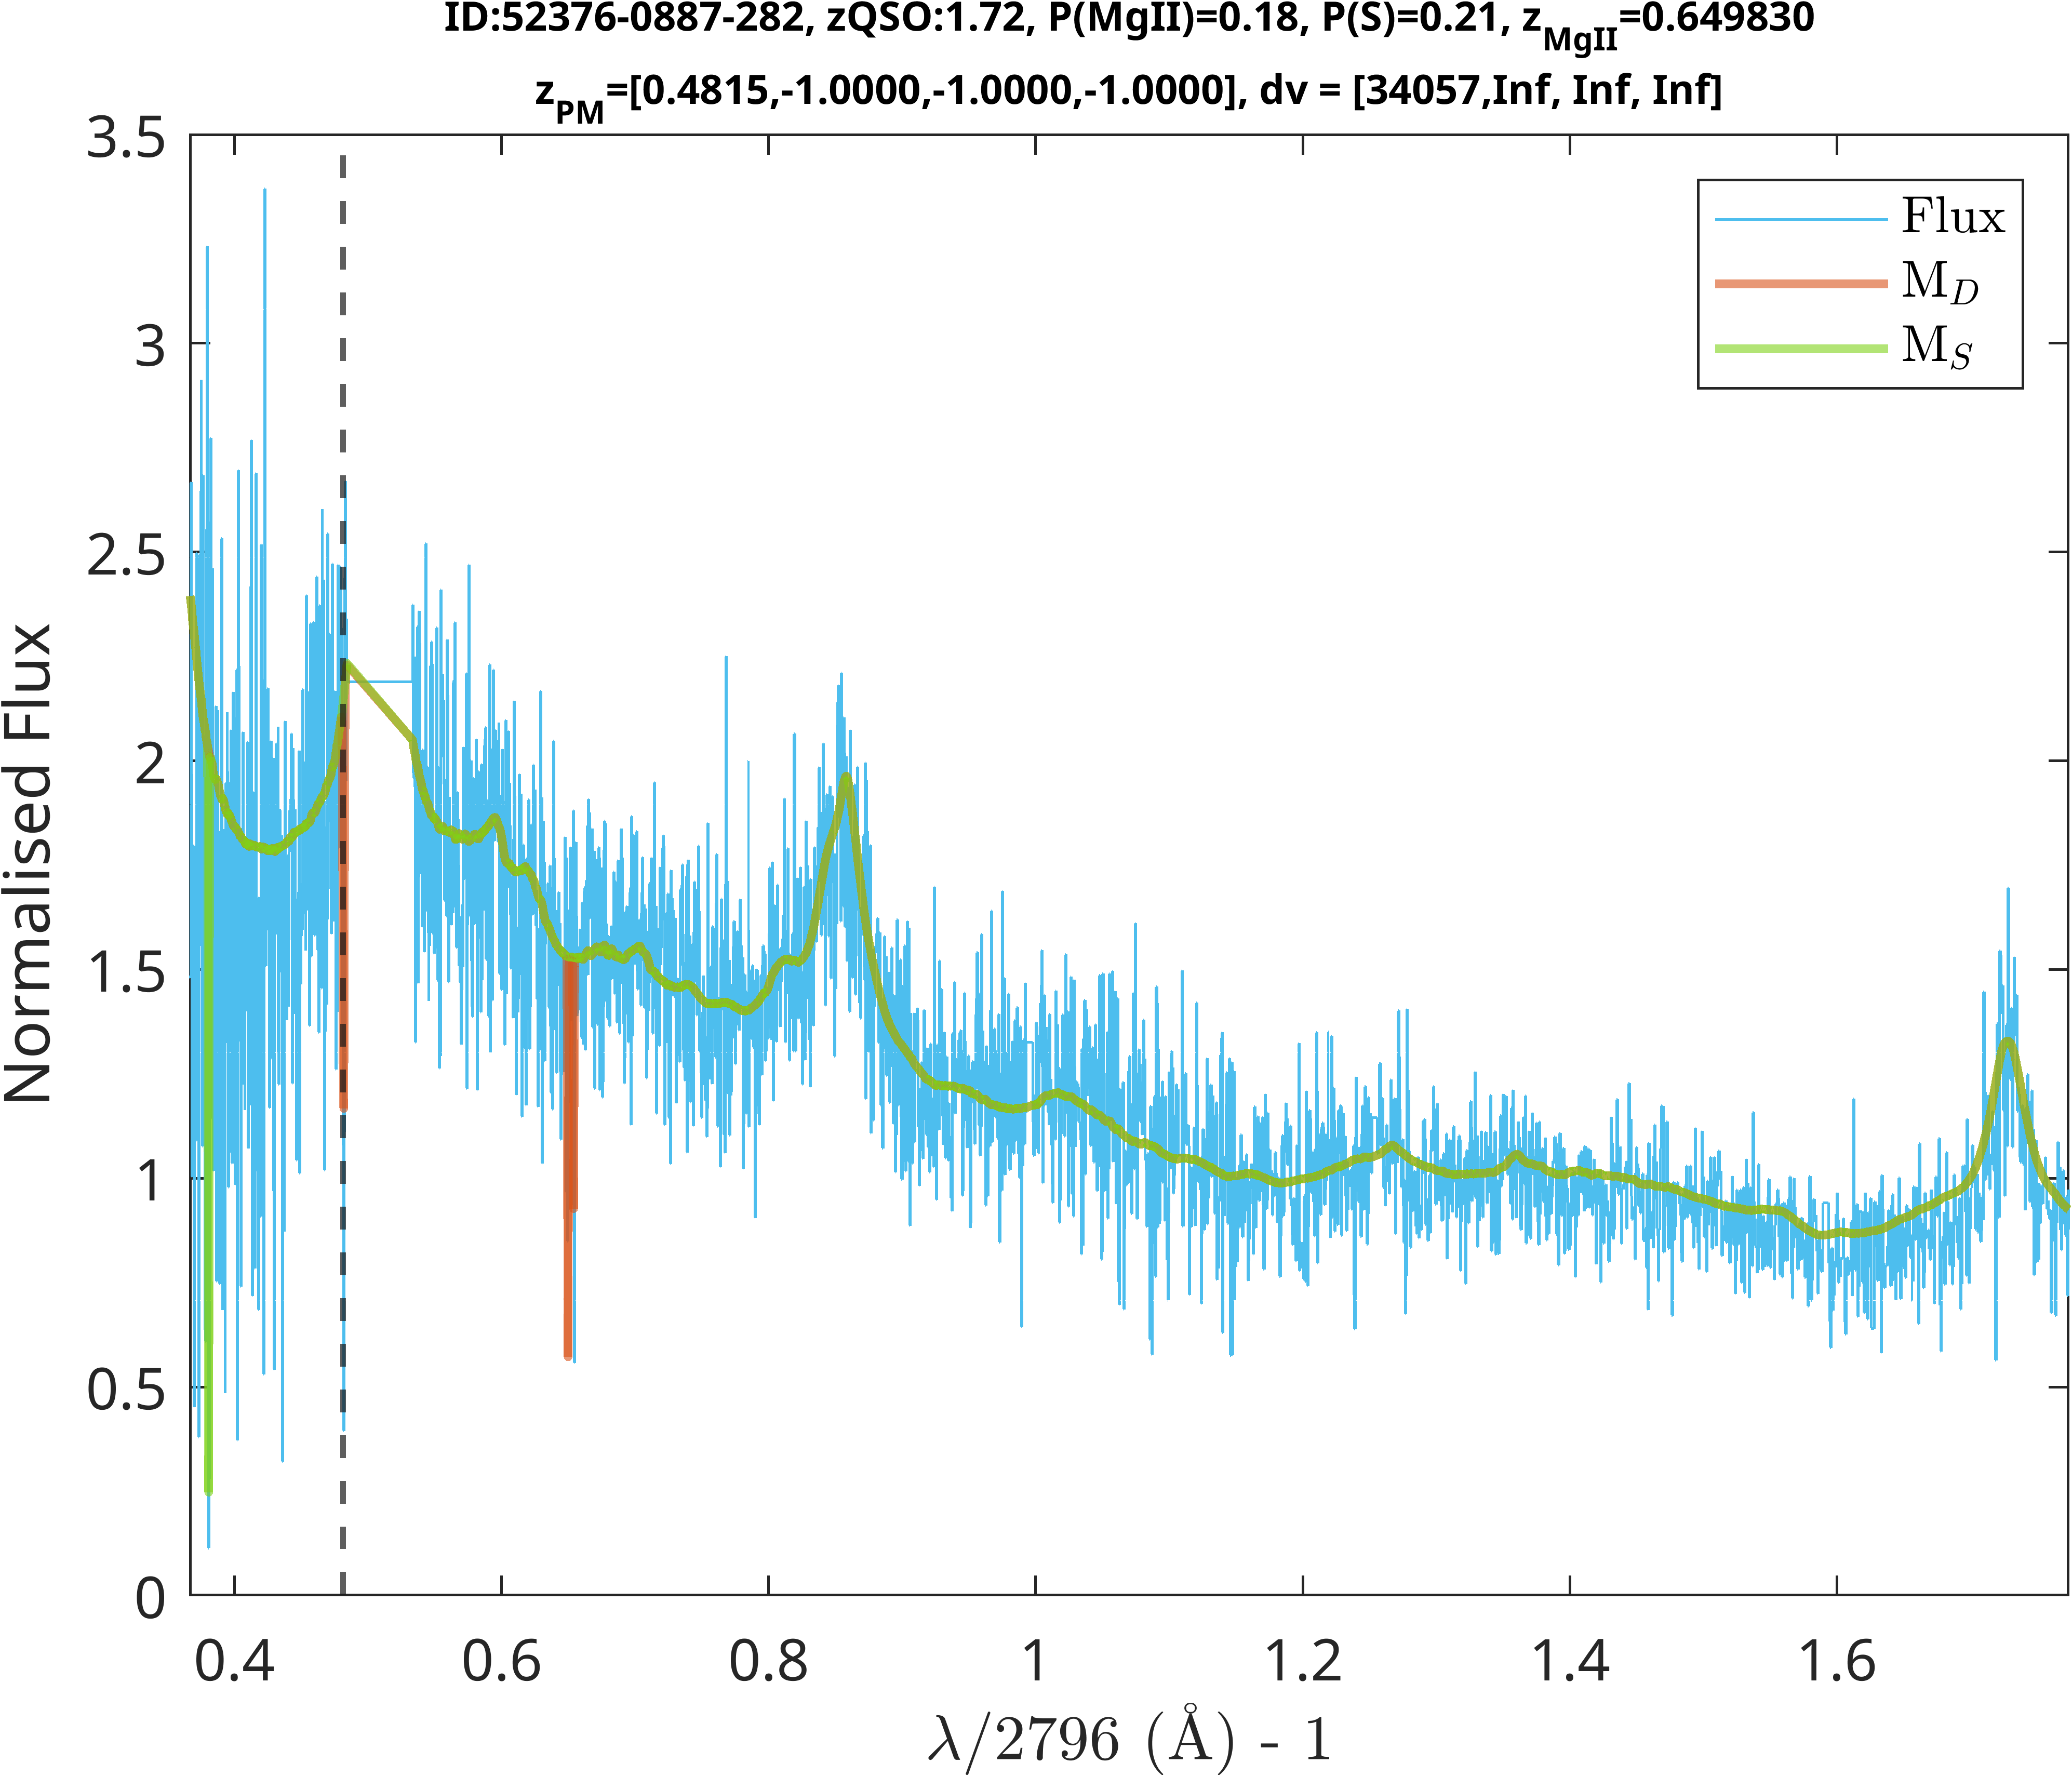 ID:52376-0887-282, zQSO:1.72, P(MgII)=0.18, P(S)=0.21, zMgII=0.649830
zPM=[0.4815,-1.0000,-1.0000,-1.0000], dv = [34057,Inf, Inf, Inf]
3.5
3
2.5
2
1.5
1
0.5
0
Normalised Flux
Flux
MD
MS
0.4
0.6
0.8
1
1.2
1.4
1.6
λ/2796 (Å) - 1